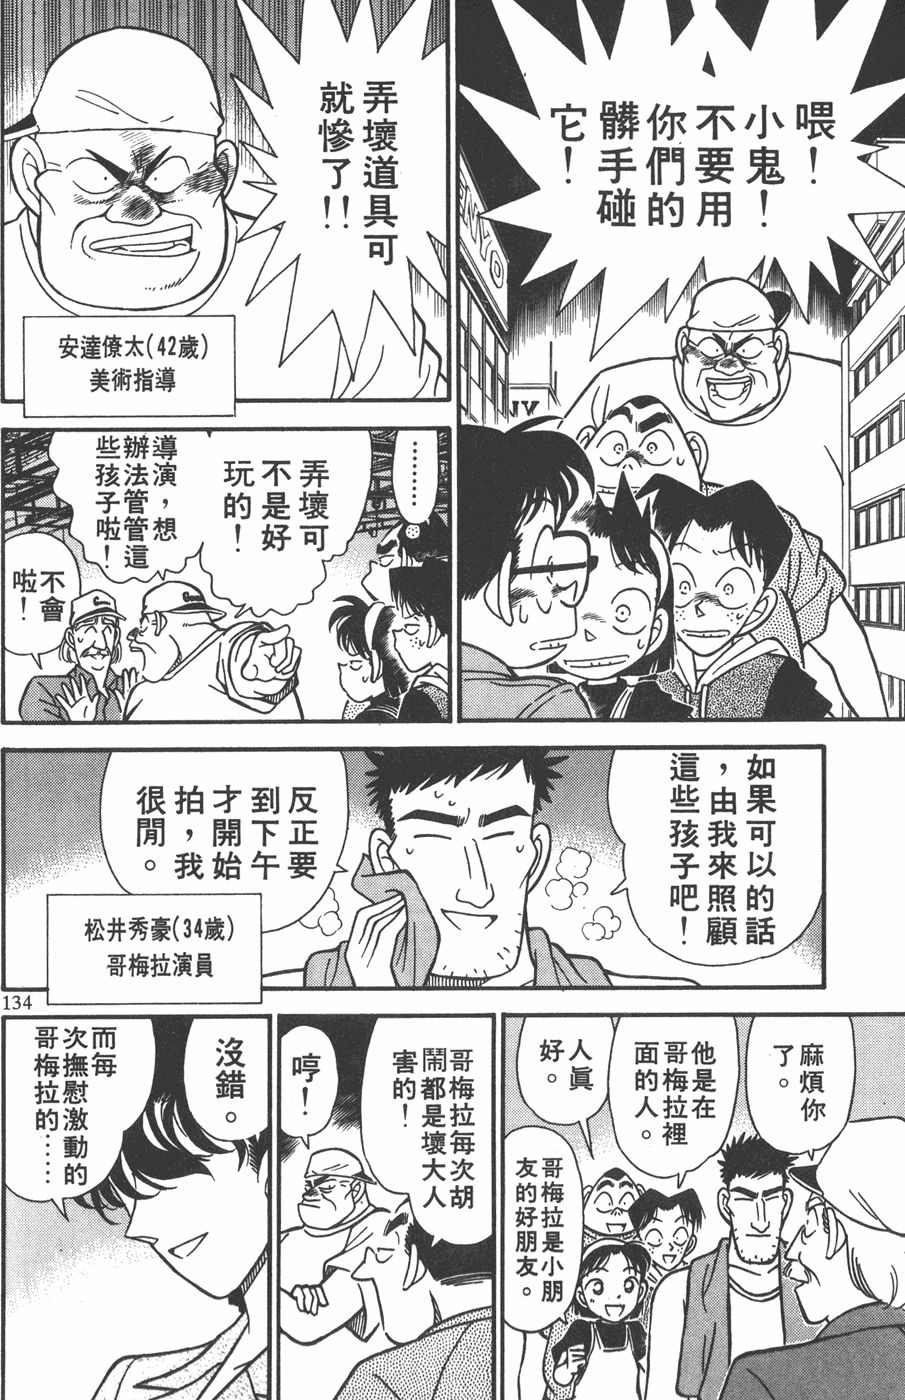 喂！
小鬼！
不要用
你們的
髒手碰
它！
NYO
JV
弄壞道具可
就慘了!!
安達僚太(42歲)
美術指導
………
弄壞可
不是好
玩的！
導演，想
辦法管管這
些孩子啦！
不會
啦！
如果可以的話
，由我來照顧
這些孩子吧！
反正要
到下午
才開始
拍，我
很閒。
松井秀豪(34歲)
哥梅拉演員
134
麻煩你
了。
他是在
哥梅拉裡
面的人。
人真
好。
哥梅拉是小朋
友的好朋友。
哥梅拉每次胡
鬧都是壞大人
害的！
哼！
沒錯。
而每
次撫慰激動的
哥梅拉的……